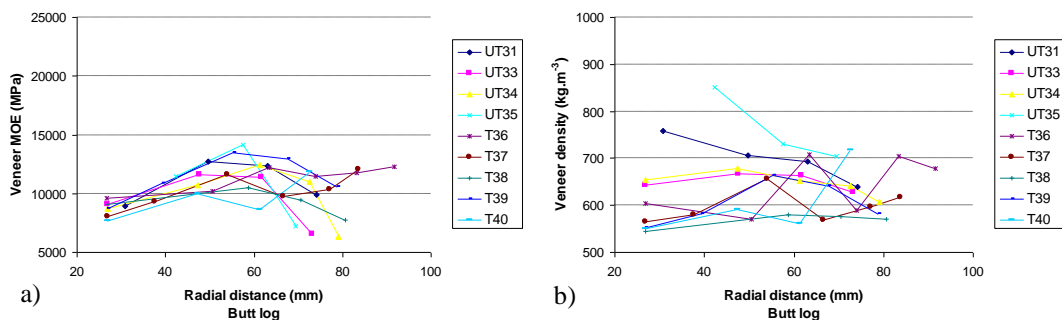 a)
Veneer MOE (MPa)
25000
20000
15000
10000
5000
20 40 60 80 100
Radial distance (mm)
Butt log
UT31
UT33
UT34
UT35
T36
T37
T38
T39
T40
b)
Veneer density (kg.m-3)
1000
900
800
700
600
500
20 40 60 80 100
Radial distance (mm)
Butt log
UT31
UT33
UT34
UT35
T36
T37
T38
T39
T40